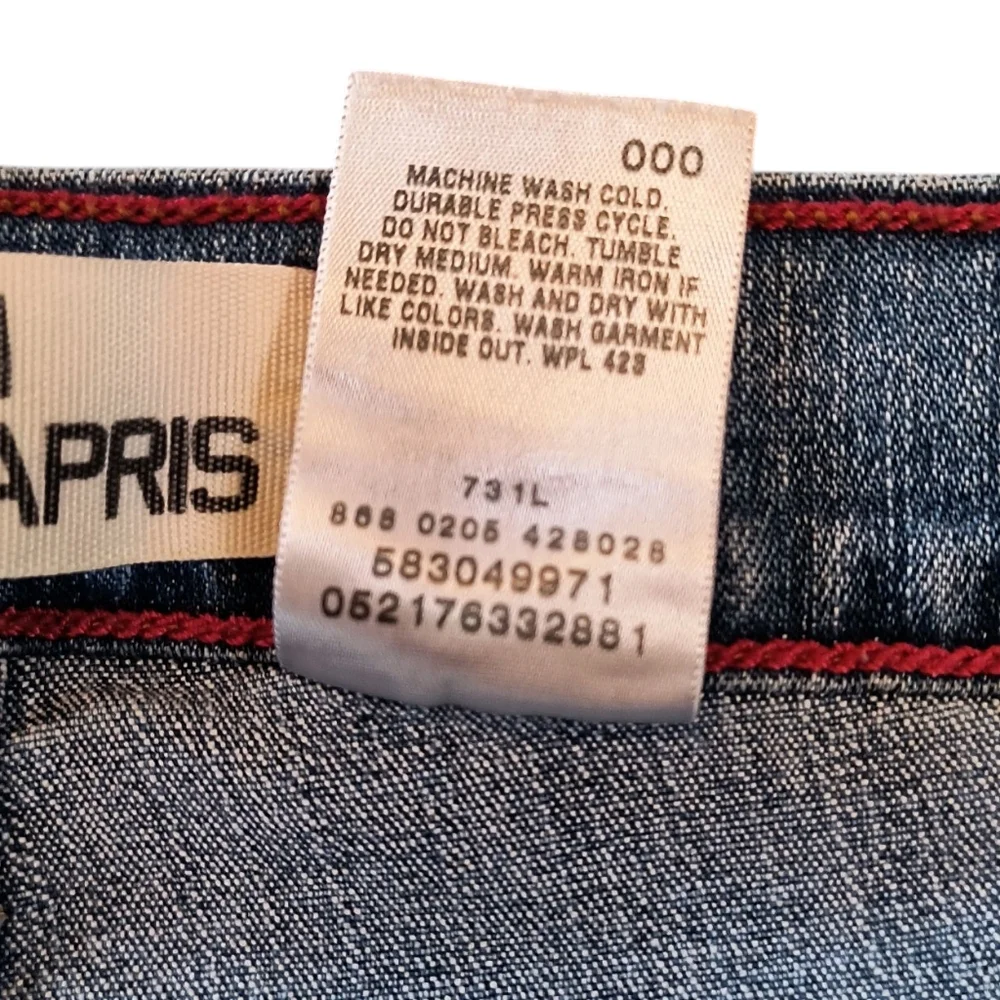 000
MACHINE WASH COLD.
DURABLE PRESS CYCLE.
DO NOT BLEACH. TUMBLE
DRY MEDIUM. WARM IRON IF
NEEDED. WASH AND DRY WITH
LIKE COLORS. WASH GARMENT
INSIDE OUT. WPL 423
731L
868 0205 428028
583049971
052176332881
APRIS